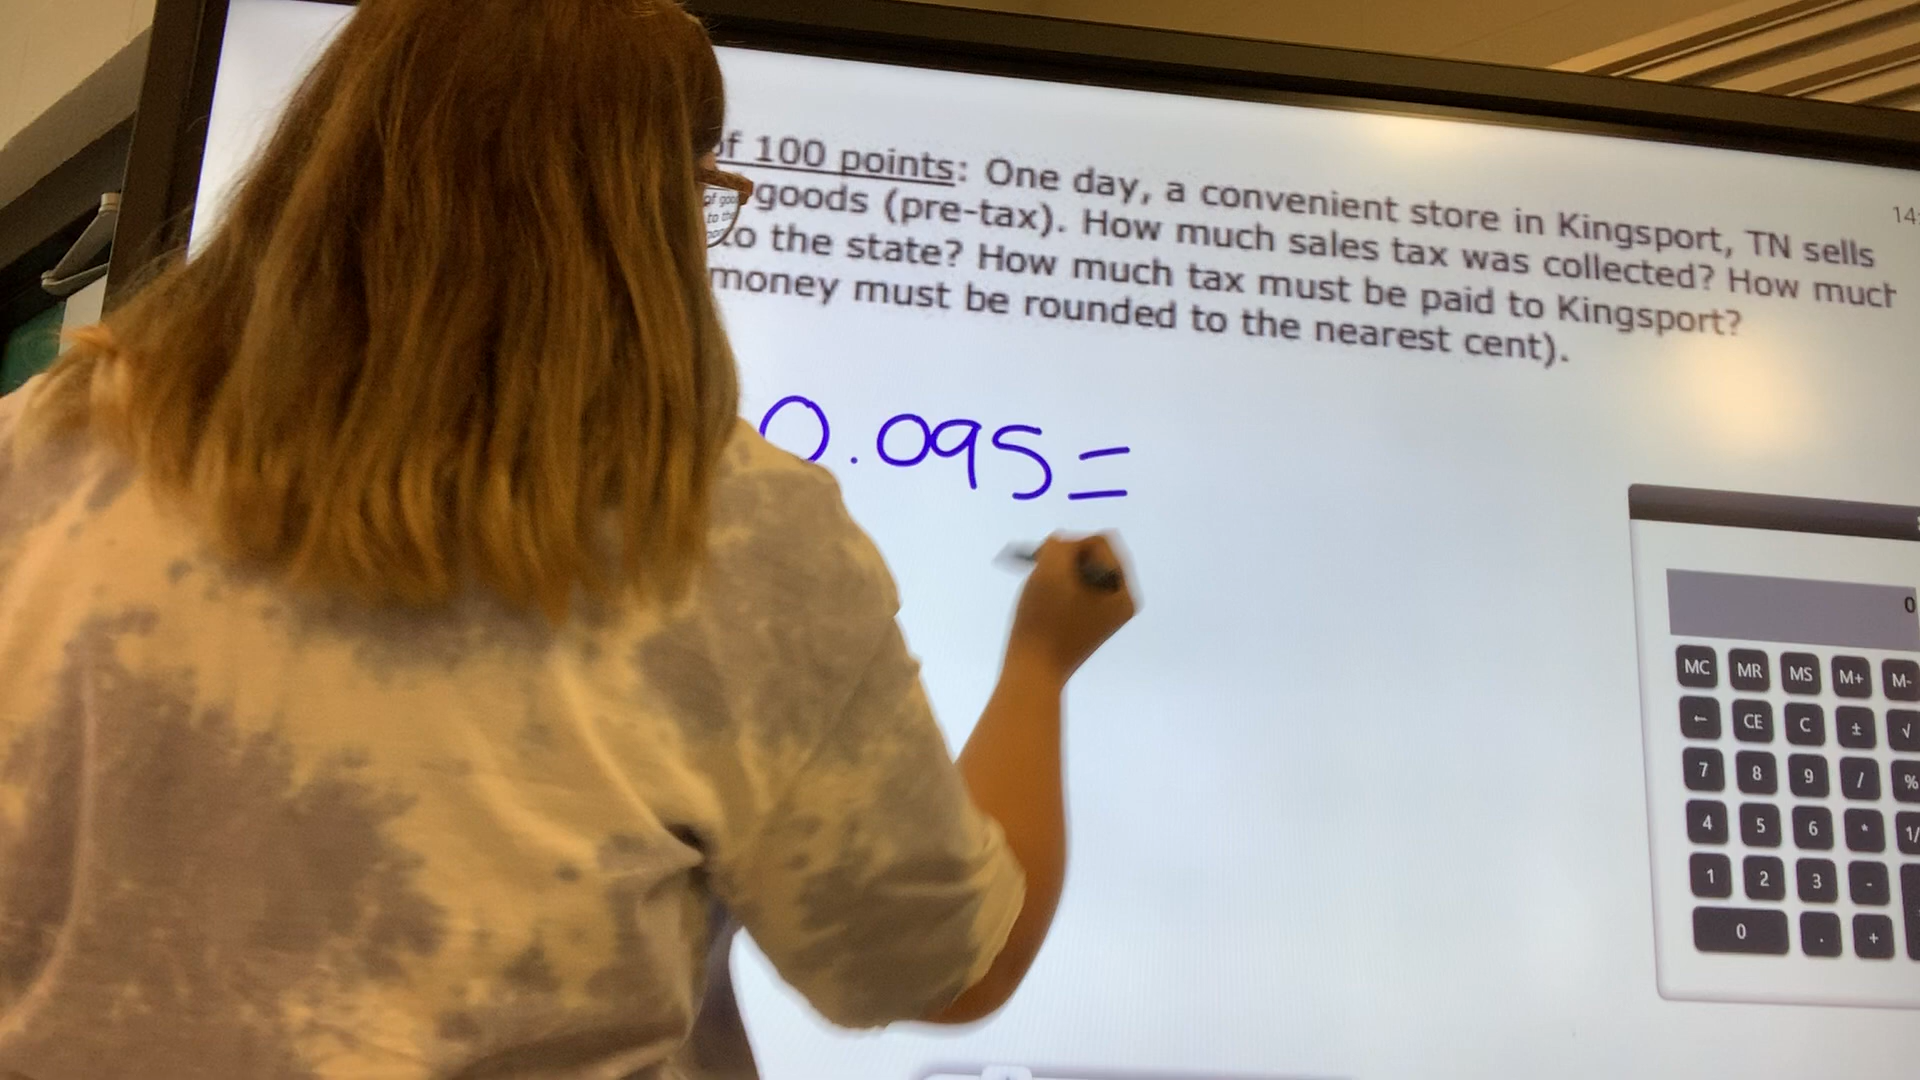 of 100 points: One day, a convenient store in Kingsport, TN sells
goods (pre-tax). How much sales tax was collected? How much
to the state? How much tax must be paid to Kingsport?
money must be rounded to the nearest cent).
14
0.095=
0
MC MR MS M+ M-
← CE C ± √
7 8 9 / %
4 5 6 * 1/
1 2 3 -
0 . +